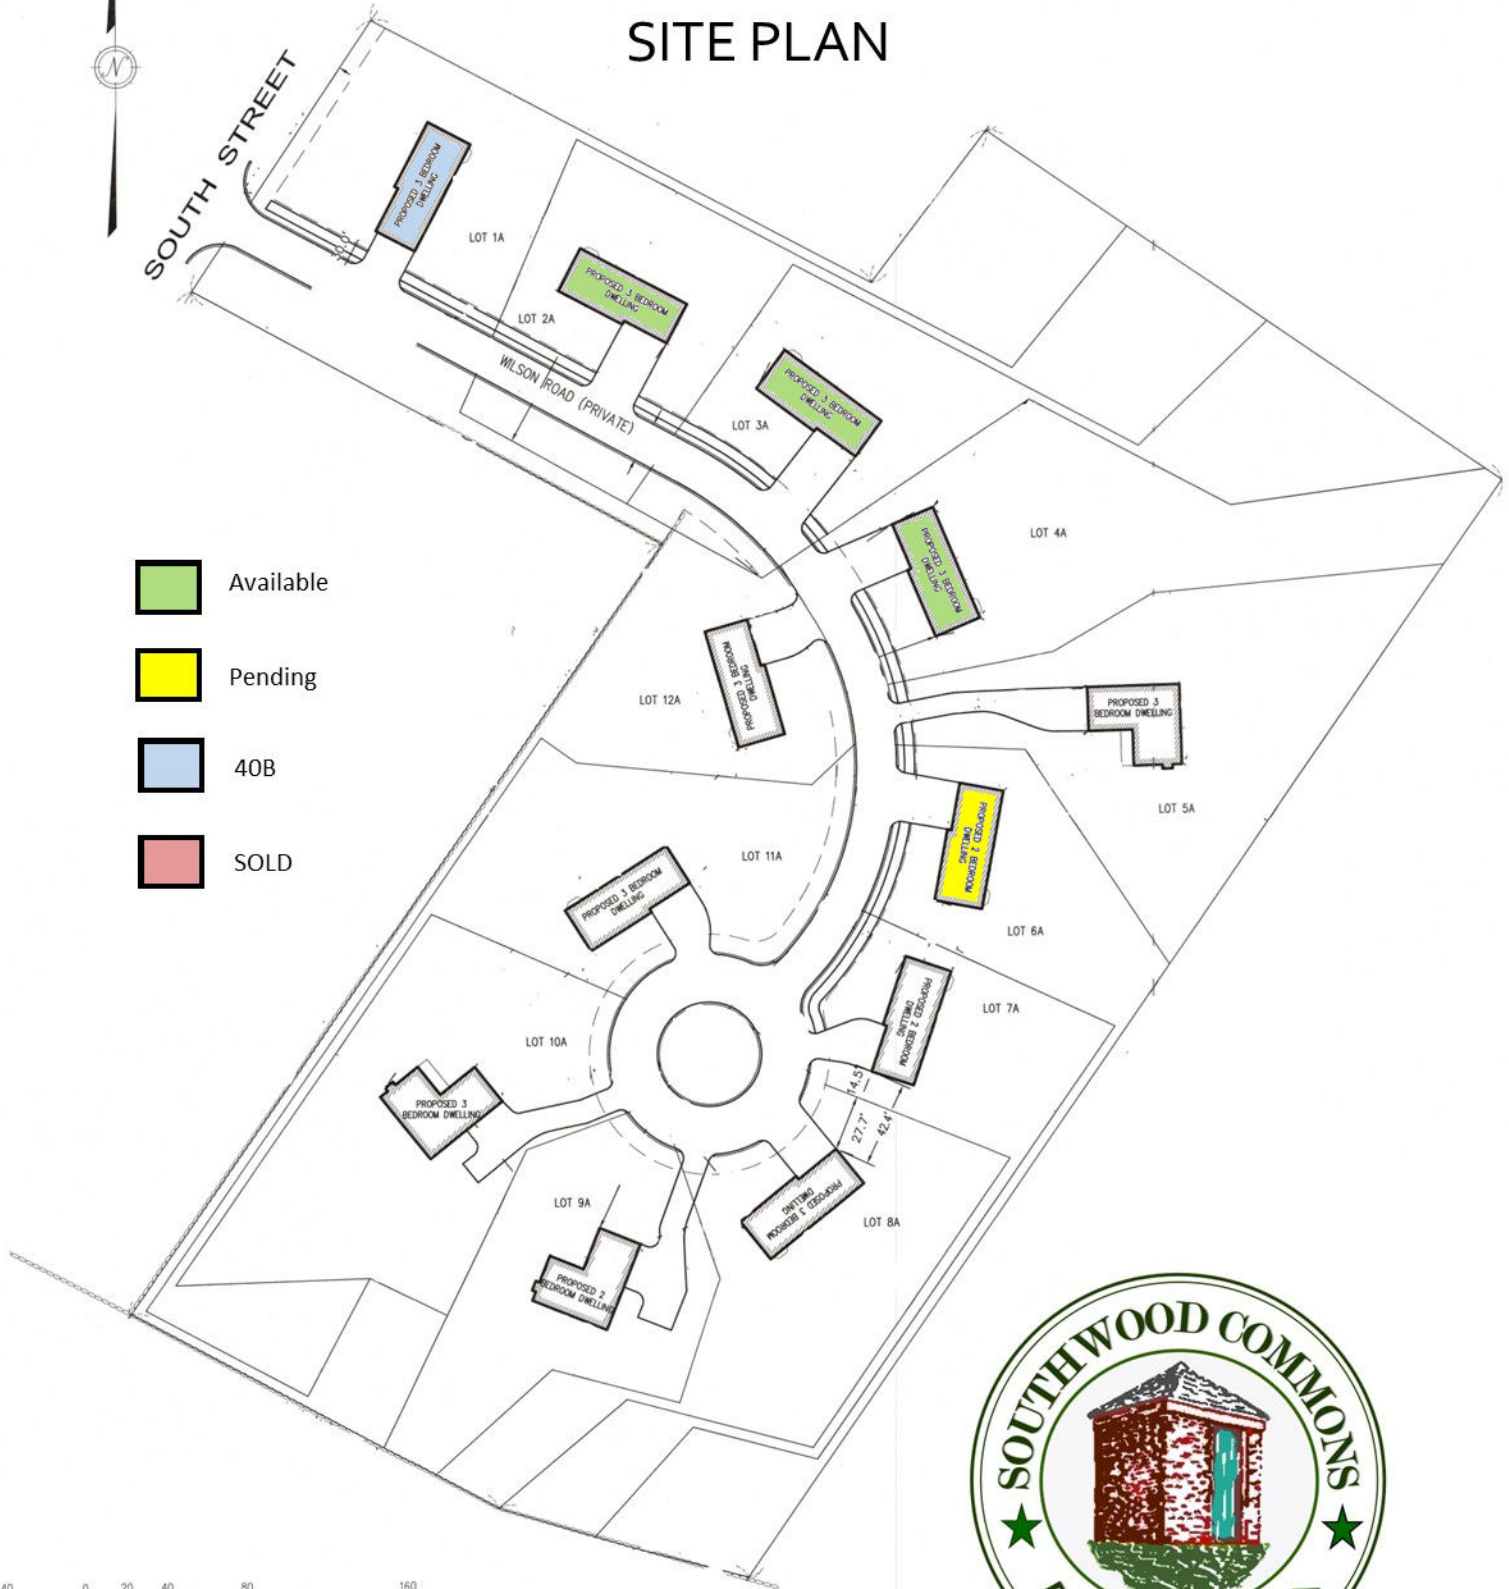 SITE PLAN
N
SOUTH STREET
PROPOSED 3 BEDROOM
DWELLING
LOT 1A
PROPOSED 3 BEDROOM
DWELLING
LOT 2A
WILSON ROAD (PRIVATE)
PROPOSED 3 BEDROOM
DWELLING
LOT 3A
PROPOSED 3 BEDROOM
DWELLING
LOT 4A
Available
Pending
40B
SOLD
PROPOSED 3 BEDROOM
DWELLING
LOT 12A
PROPOSED 3
BEDROOM DWELLING
LOT 5A
PROPOSED 2 BEDROOM
DWELLING
LOT 6A
LOT 11A
PROPOSED 3 BEDROOM
DWELLING
PROPOSED 2 BEDROOM
DWELLING
LOT 7A
LOT 10A
PROPOSED 3
BEDROOM DWELLING
14.5'
27.7'
42.4'
PROPOSED 3 BEDROOM
DWELLING
LOT 8A
LOT 9A
PROPOSED 2
BEDROOM DWELLING
SOUTHWOOD COMMONS
40 0 20 40 80 160